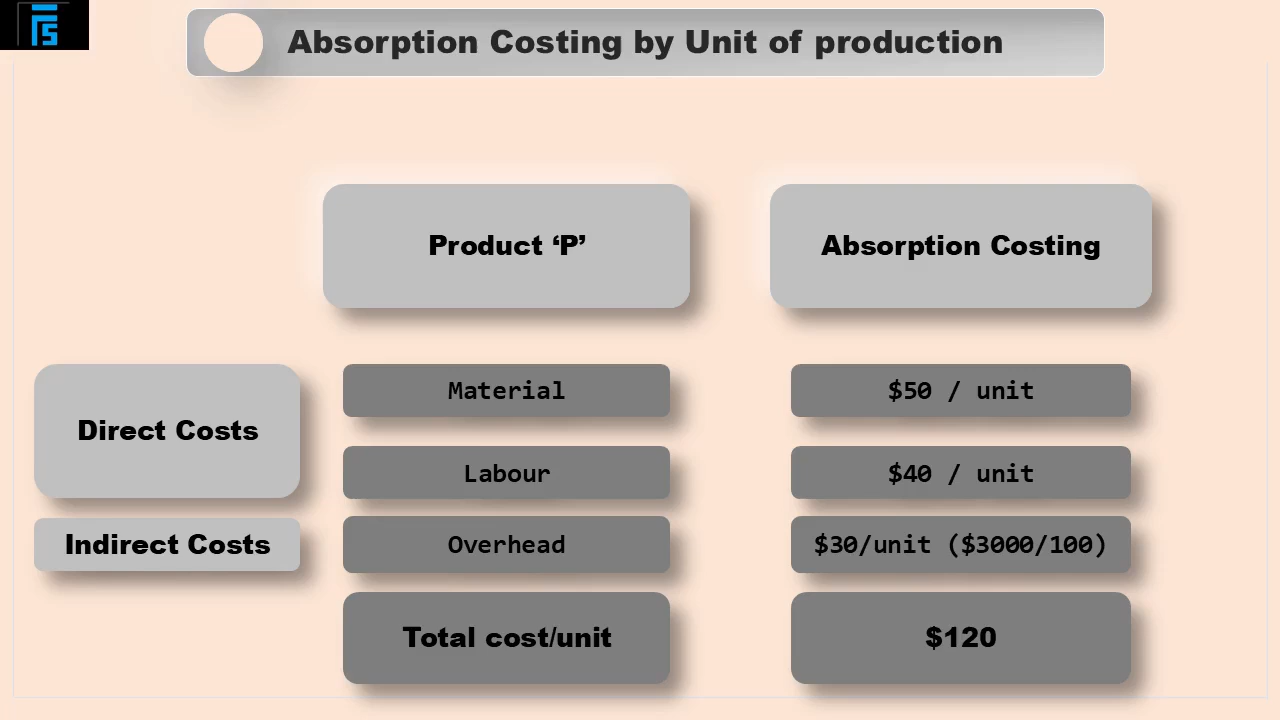 Absorption Costing by Unit of production
Product ‘P’
Absorption Costing
Direct Costs
Material
$50 / unit
Labour
$40 / unit
Indirect Costs
Overhead
$30/unit ($3000/100)
Total cost/unit
$120